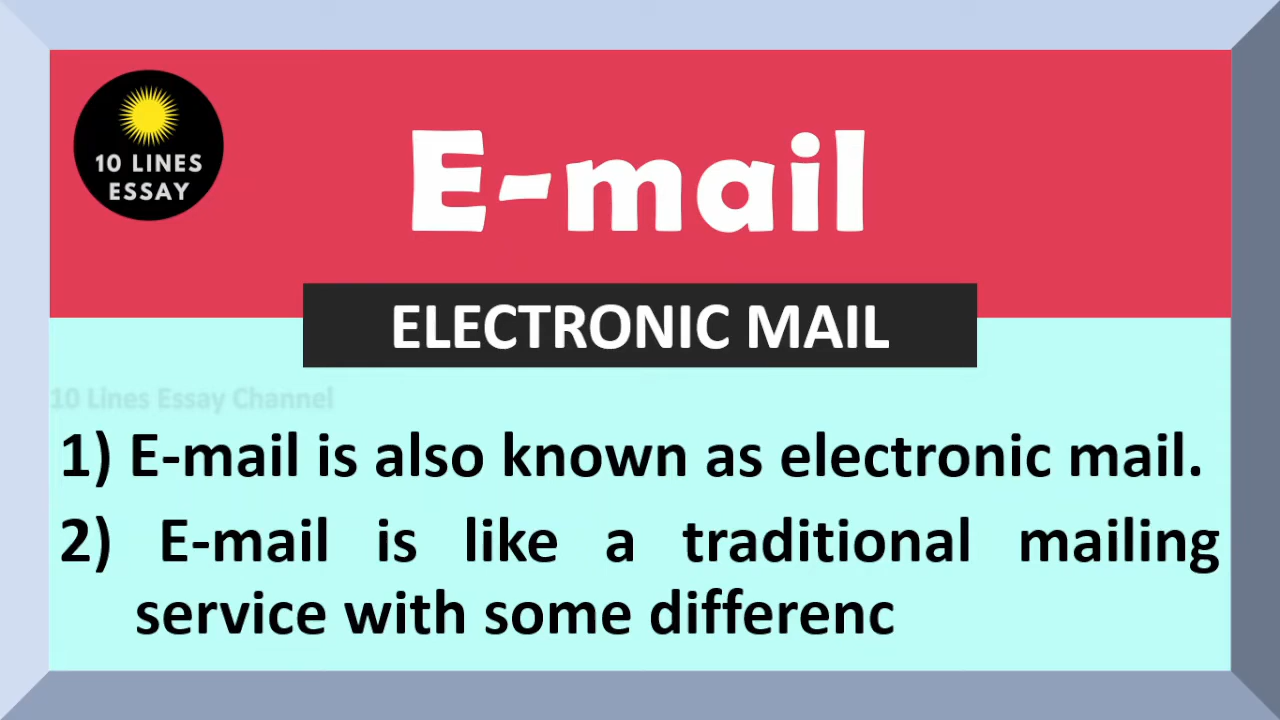 10 LINES
ESSAY
E-mail
ELECTRONIC MAIL
10 Lines Essay Channel
1) E-mail is also known as electronic mail.
2) E-mail is like a traditional mailing
service with some differenc